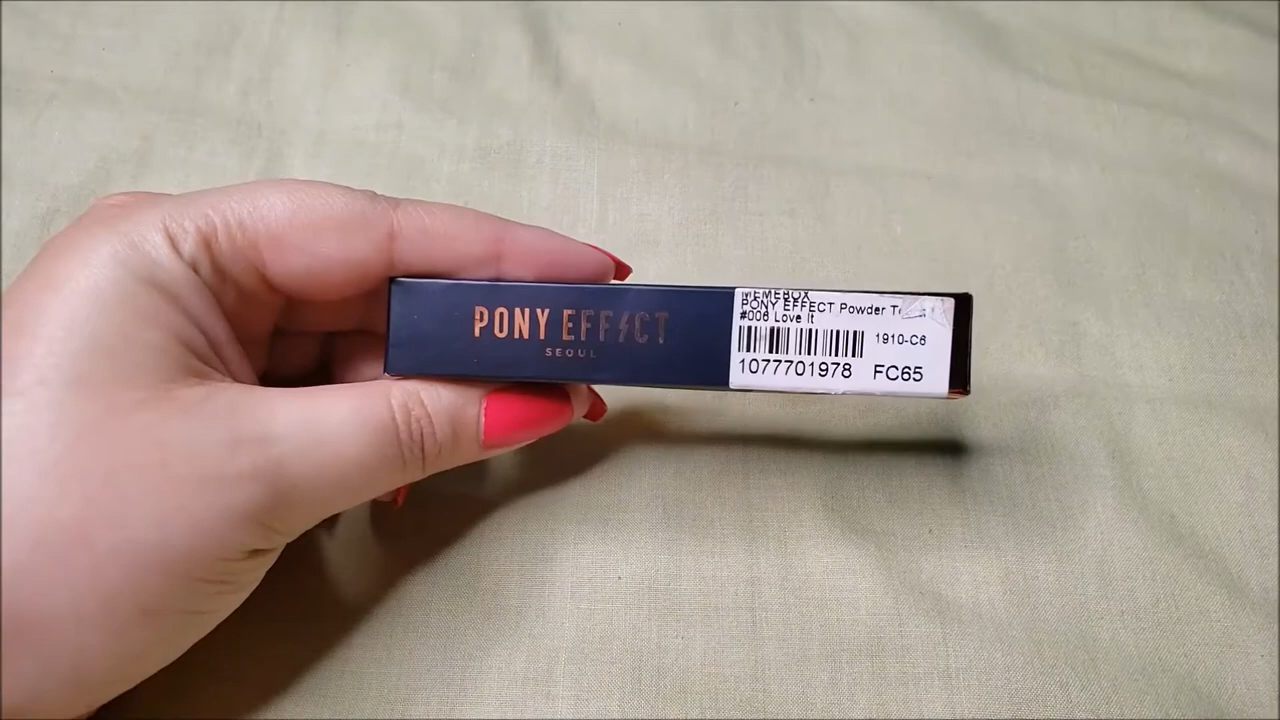 PONY EFFECT
SEOUL
MEMEBOX
PONY EFFECT Powder
#006 Love It
1910-C6
1077701978 FC65